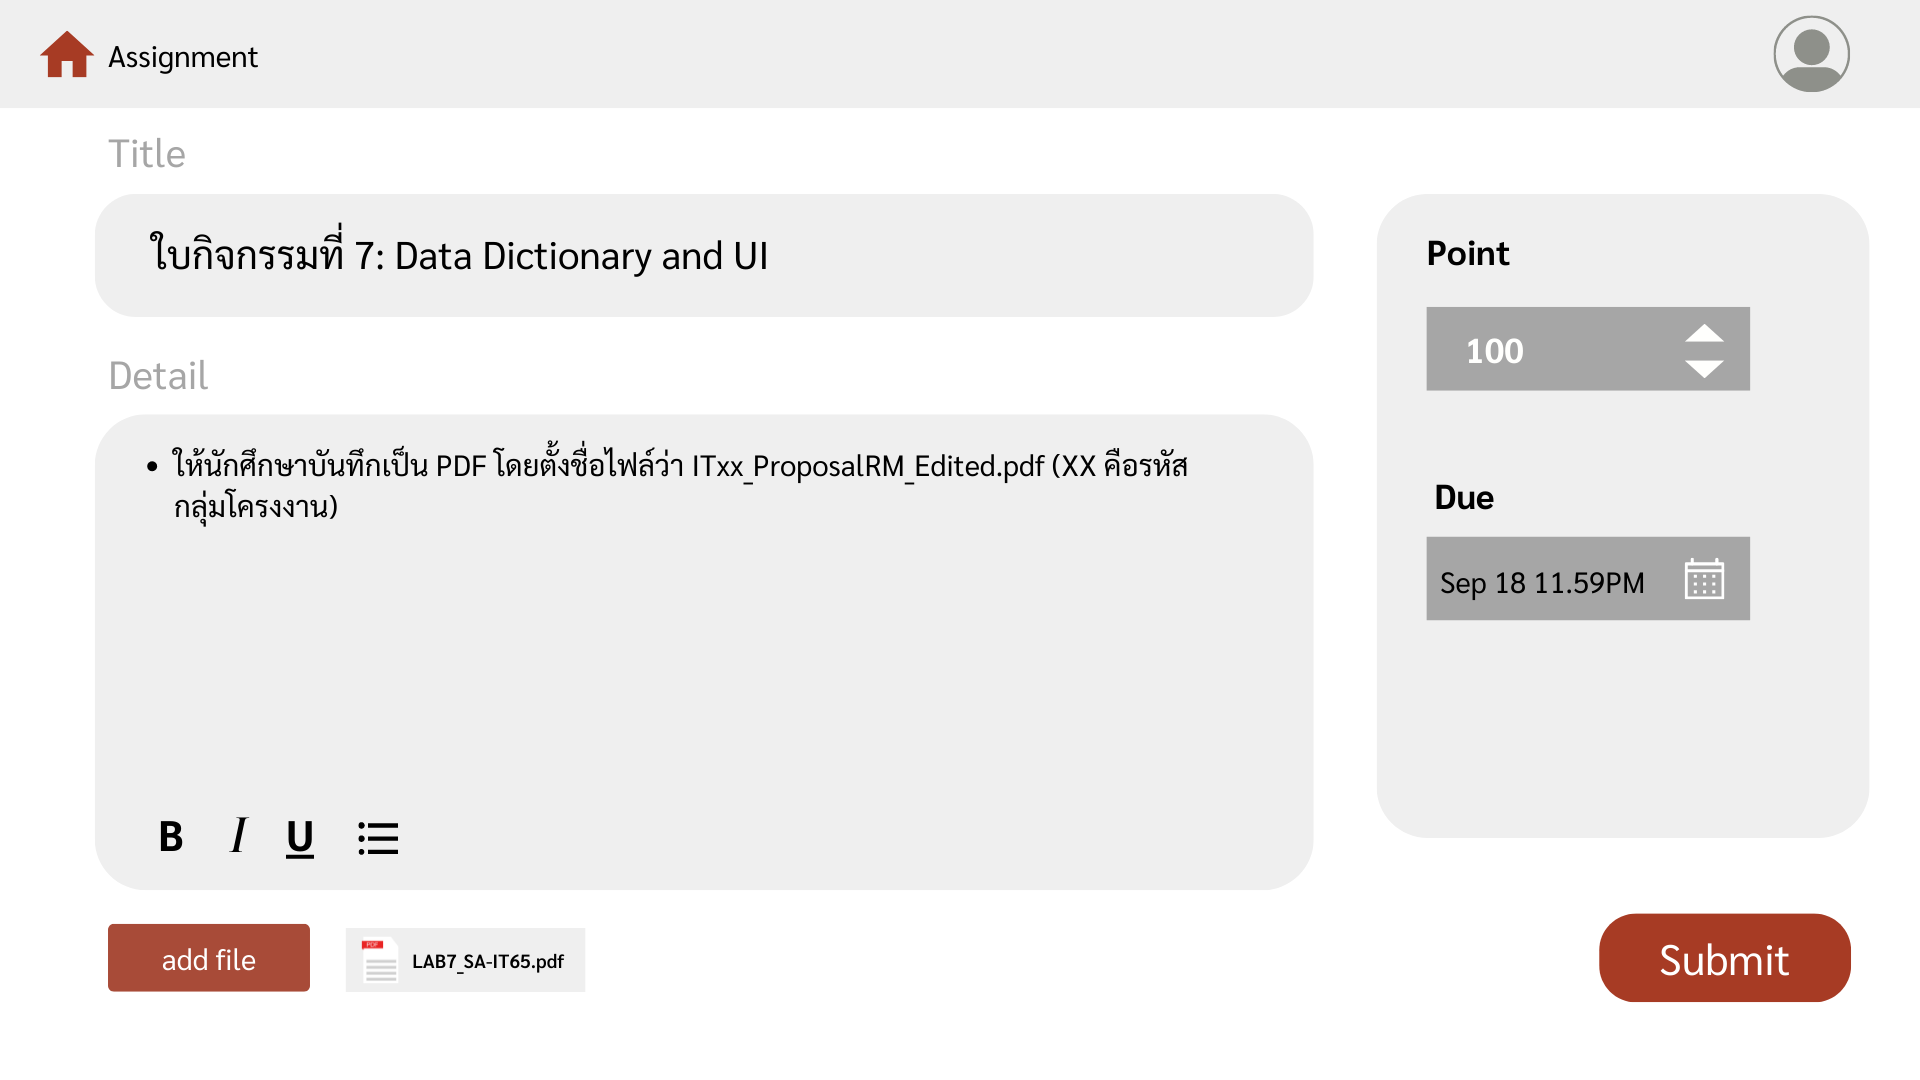 Assignment
Title
ใบกิจกรรมที่ 7: Data Dictionary and UI
Detail
• ให้นักศึกษาบันทึกเป็น PDF โดยตั้งชื่อไฟล์ว่า ITxx_ProposalRM_Edited.pdf (XX คือรหัส
กลุ่มโครงงาน)
B I U
add file
PDF
LAB7_SA-IT65.pdf
Point
100
Due
Sep 18 11.59PM
Submit